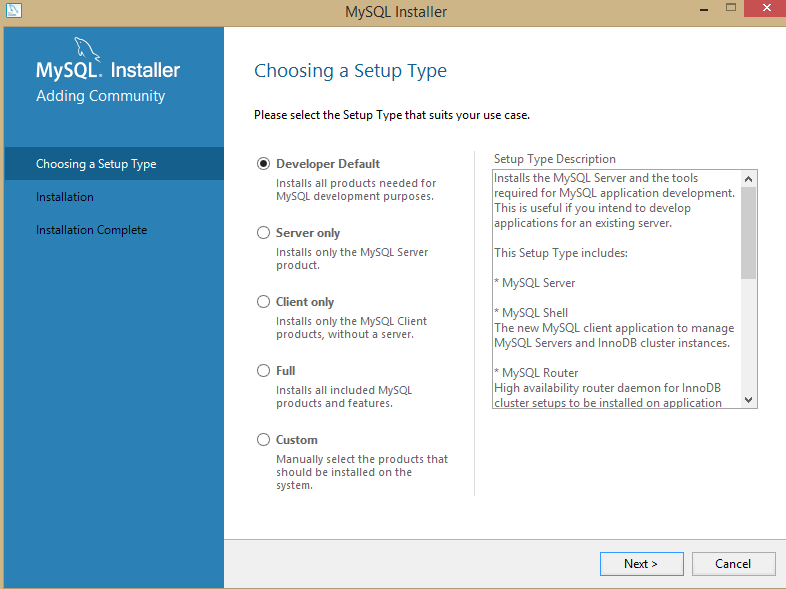 MySQL Installer
MySQL. Installer
Adding Community
Choosing a Setup Type
Installation
Installation Complete
Choosing a Setup Type
Please select the Setup Type that suits your use case.
Developer Default
Installs all products needed for
MySQL development purposes.
Server only
Installs only the MySQL Server
product.
Client only
Installs only the MySQL Client
products, without a server.
Full
Installs all included MySQL
products and features.
Custom
Manually select the products that
should be installed on the
system.
Setup Type Description
Installs the MySQL Server and the tools
required for MySQL application development.
This is useful if you intend to develop
applications for an existing server.
This Setup Type includes:
* MySQL Server
* MySQL Shell
The new MySQL client application to manage
MySQL Servers and InnoDB cluster instances.
* MySQL Router
High availability router daemon for InnoDB
cluster setups to be installed on application
Next >
Cancel